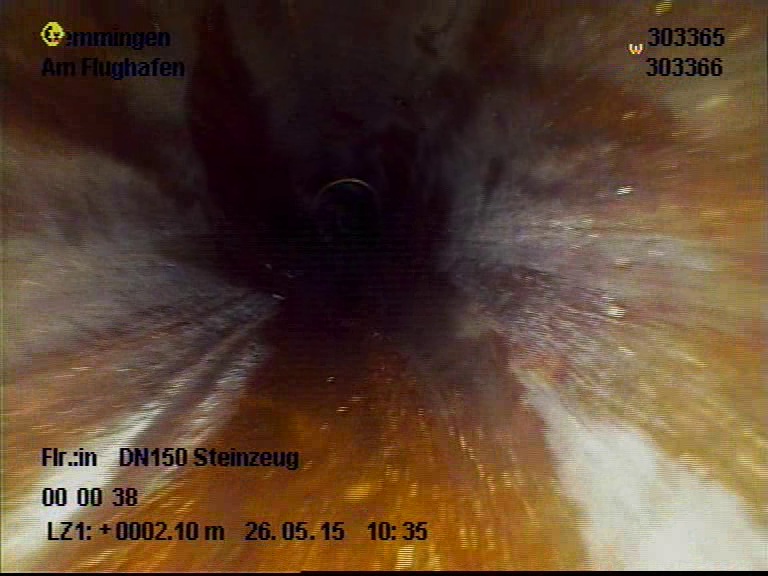 emmingen
303365
Am Flughafen
w
303366
Flr.:in DN150 Steinzeug
00 00 38
LZ1: +0002.10 m 26.05.15 10:35